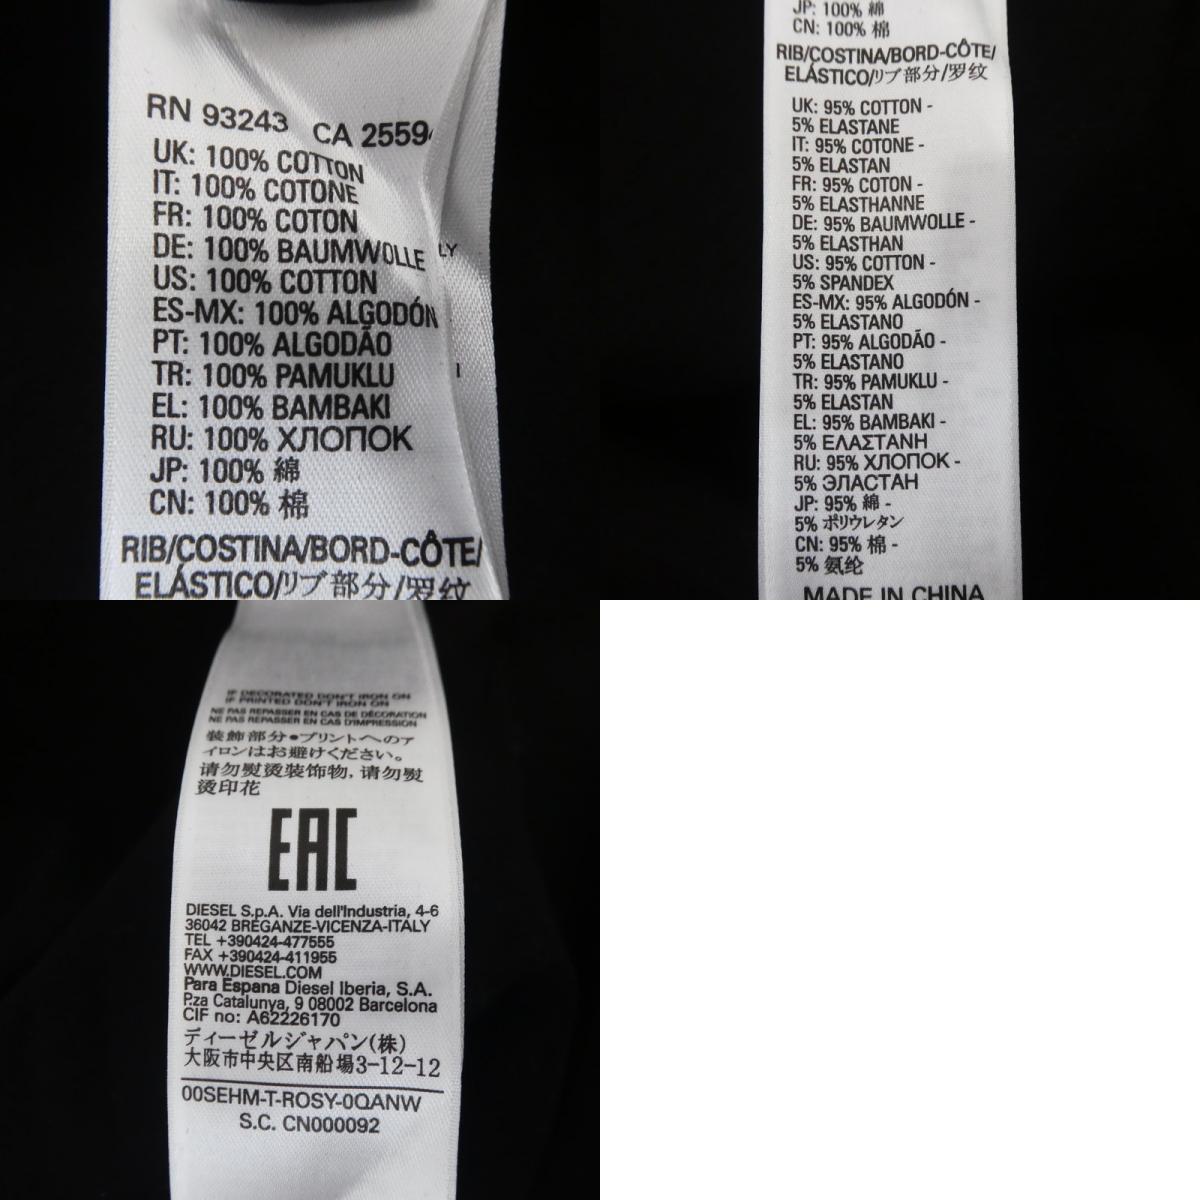 RN 93243 CA 2559
UK: 100% COTTON
IT: 100% COTONE
FR: 100% COTON
DE: 100% BAUMWOLLE
US: 100% COTTON
ES-MX: 100% ALGODÓN
PT: 100% ALGODÃO
TR: 100% PAMUKLU
EL: 100% BAMBAKI
RU: 100% ХЛОПОК
JP: 100% 綿
CN: 100% 棉
RIB/COSTINA/BORD-CÔTE/
ELÁSTICO/リブ部分/罗纹
JP: 100% 綿
CN: 100% 棉
RIB/COSTINA/BORD-CÔTE/
ELÁSTICO/リブ部分/罗纹
UK: 95% COTTON -
5% ELASTANE
IT: 95% COTONE -
5% ELASTAN
FR: 95% COTON -
5% ELASTHANNE
DE: 95% BAUMWOLLE -
5% ELASTHAN
US: 95% COTTON -
5% SPANDEX
ES-MX: 95% ALGODÓN -
5% ELASTANO
PT: 95% ALGODÃO -
5% ELASTANO
TR: 95% PAMUKLU -
5% ELASTAN
EL: 95% BAMBAKI -
5% ΕΛΑΣΤΑΝΗ
RU: 95% ХЛОПОК -
5% ЭЛАСТАН
JP: 95% 綿 -
5% ポリウレタン
CN: 95% 棉 -
5% 氨纶
MADE IN CHINA
IF DECORATED DON'T IRON ON
IF PRINTED DON'T IRON ON
NE PAS REPASSER EN CAS DE DÉCORATION
NE PAS REPASSER EN CAS D'IMPRESSION
装飾部分•プリントへのア
イロンはお避けください。
请勿熨烫装饰物, 请勿熨
烫印花
EAC
DIESEL S.p.A. Via dell'Industria, 4-6
36042 BREGANZE-VICENZA-ITALY
TEL +390424-477555
FAX +390424-411955
WWW.DIESEL.COM
Para Espana Diesel Iberia, S.A.
P.za Catalunya, 9 08002 Barcelona
CIF no: A62226170
ディーゼルジャパン(株)
大阪市中央区南船場3-12-12
00SEHM-T-ROSY-0QANW
S.C. CN000092